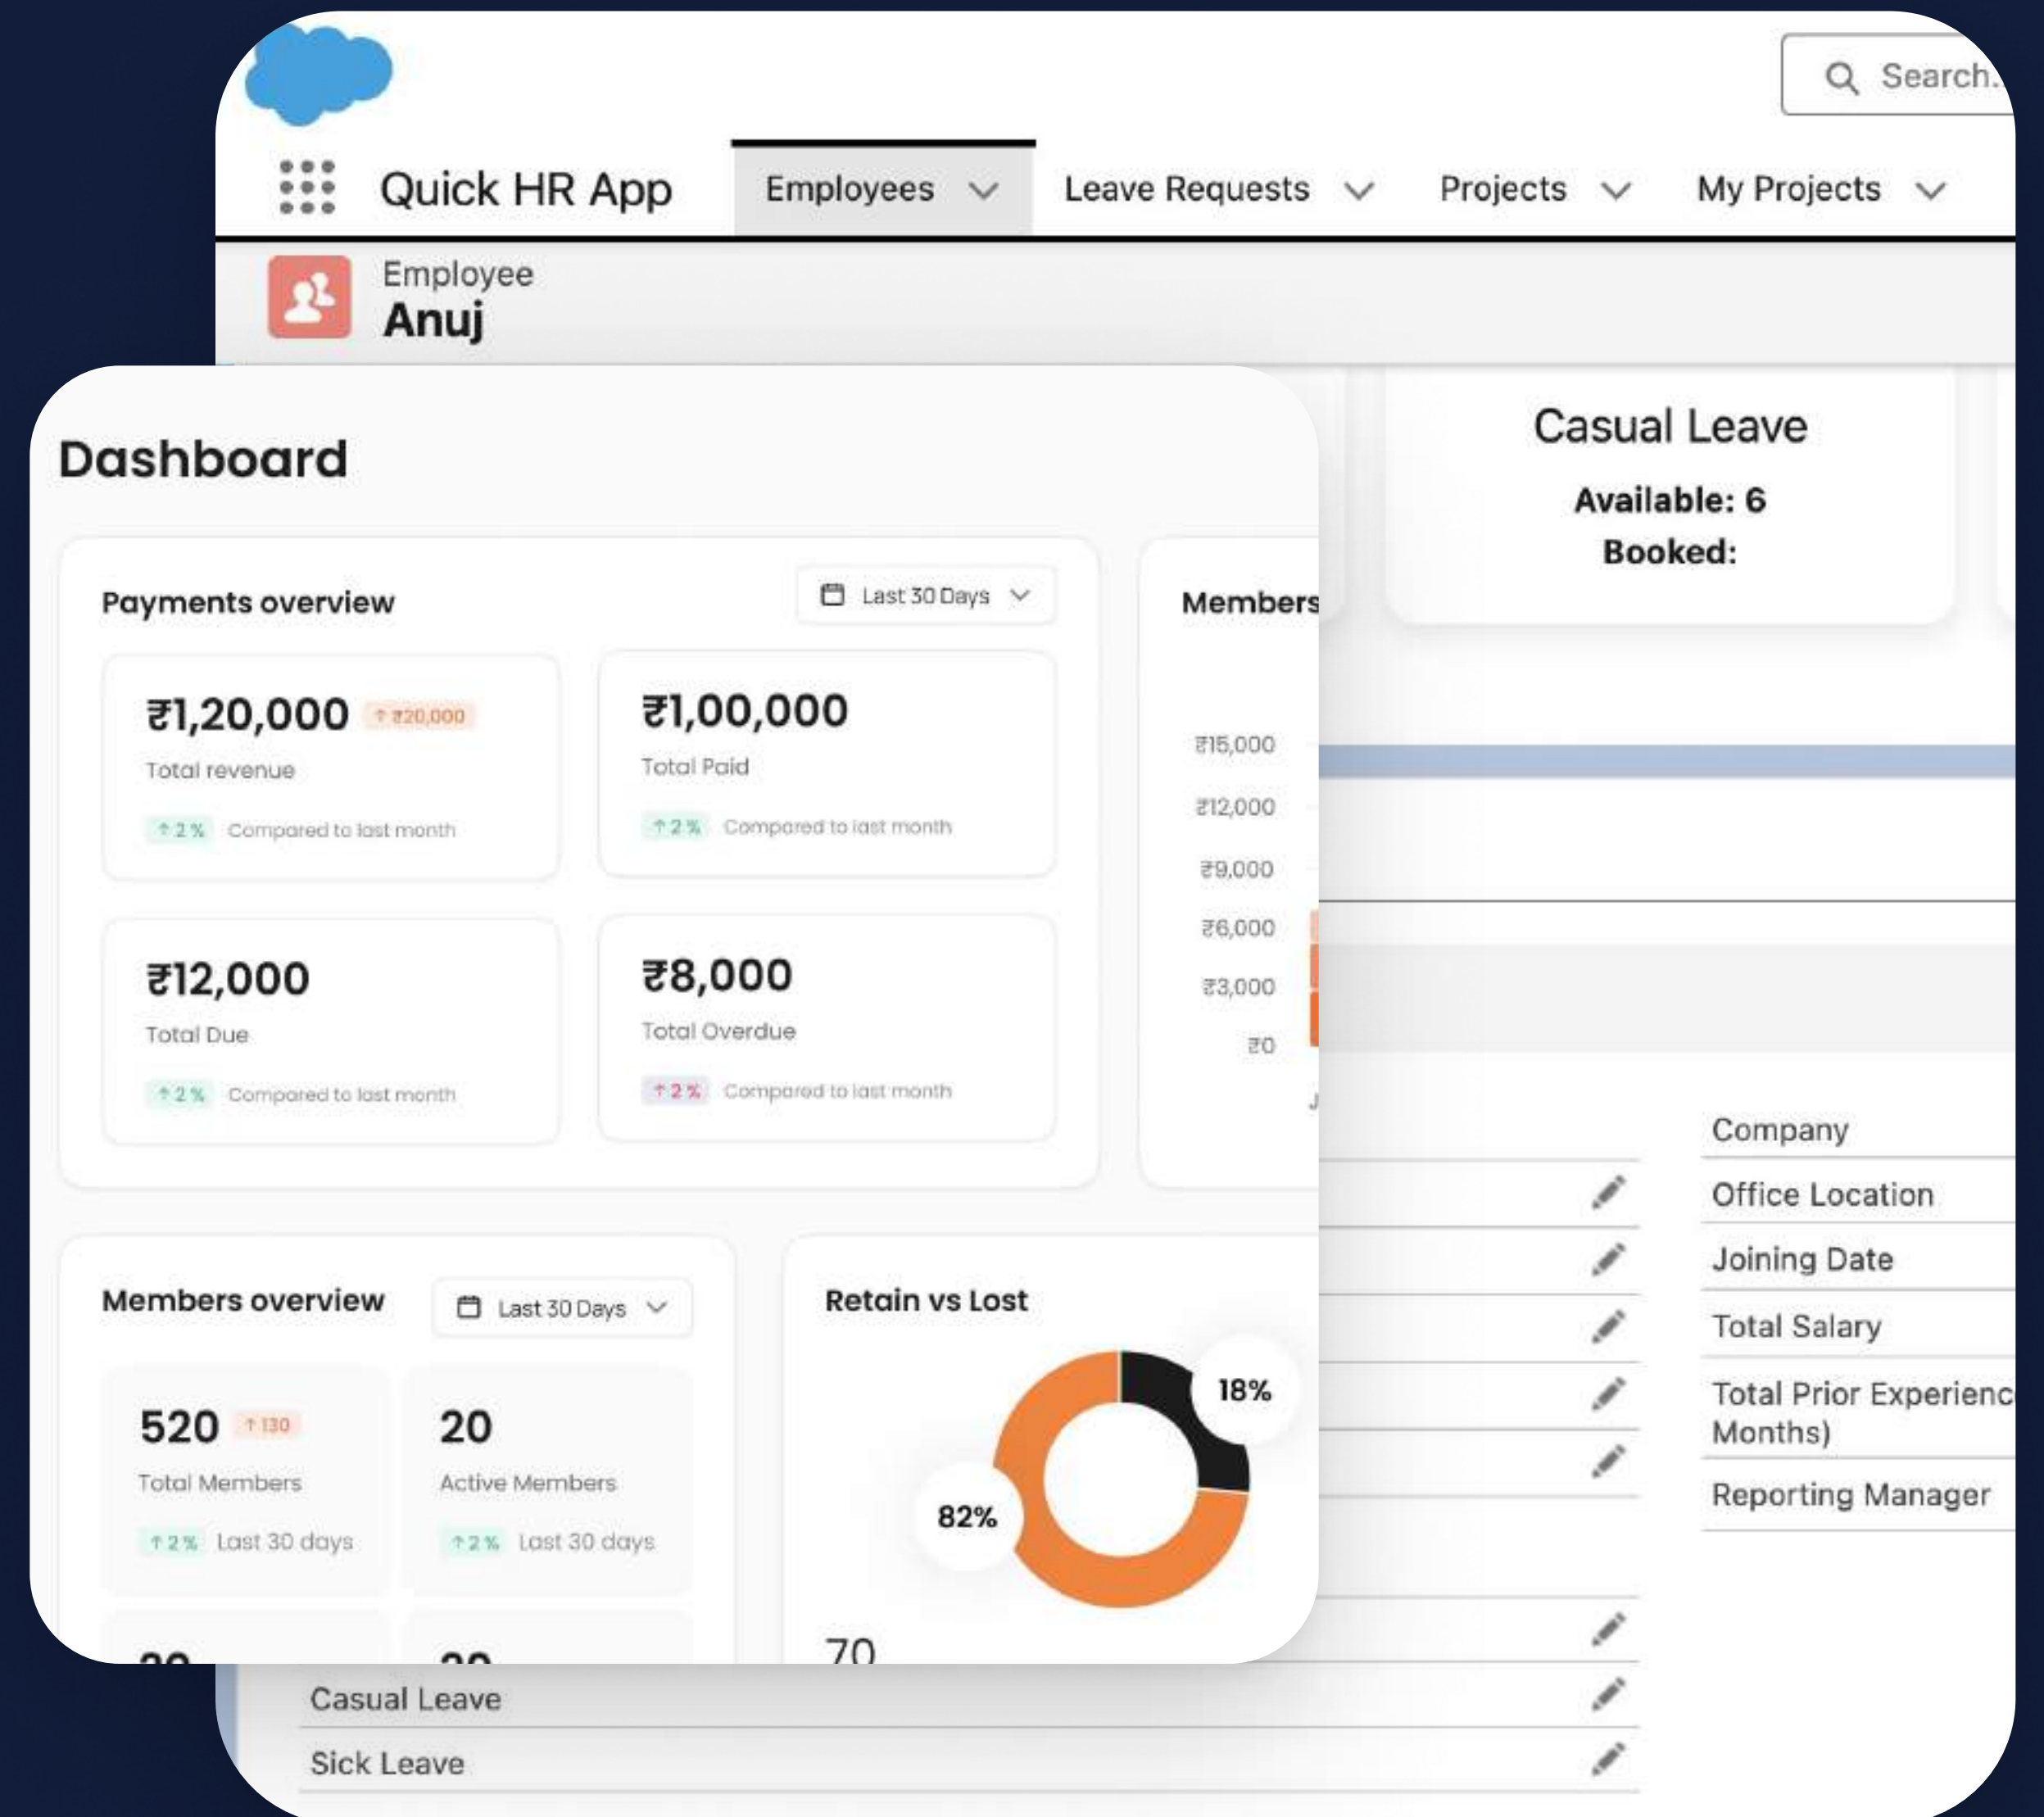 Search..
Quick HR App
Employees
Leave Requests
Projects
My Projects
Employee
Anuj
Casual Leave
Available: 6
Booked:
Dashboard
Payments overview
Last 30 Days
₹1,20,000
↑ ₹20,000
Total revenue
↑ 2 %
Compared to last month
₹1,00,000
Total Paid
↑ 2 %
Compared to last month
₹12,000
Total Due
↑ 2 %
Compared to last month
₹8,000
Total Overdue
↑ 2 %
Compared to last month
Members
₹15,000
₹12,000
₹9,000
₹6,000
₹3,000
₹0
Members overview
Last 30 Days
520
↑ 130
Total Members
↑ 2 %
Last 30 days
20
Active Members
↑ 2 %
Last 30 days
Retain vs Lost
18%
82%
70
Company
Office Location
Joining Date
Total Salary
Total Prior Experienc
Months)
Reporting Manager
Casual Leave
Sick Leave